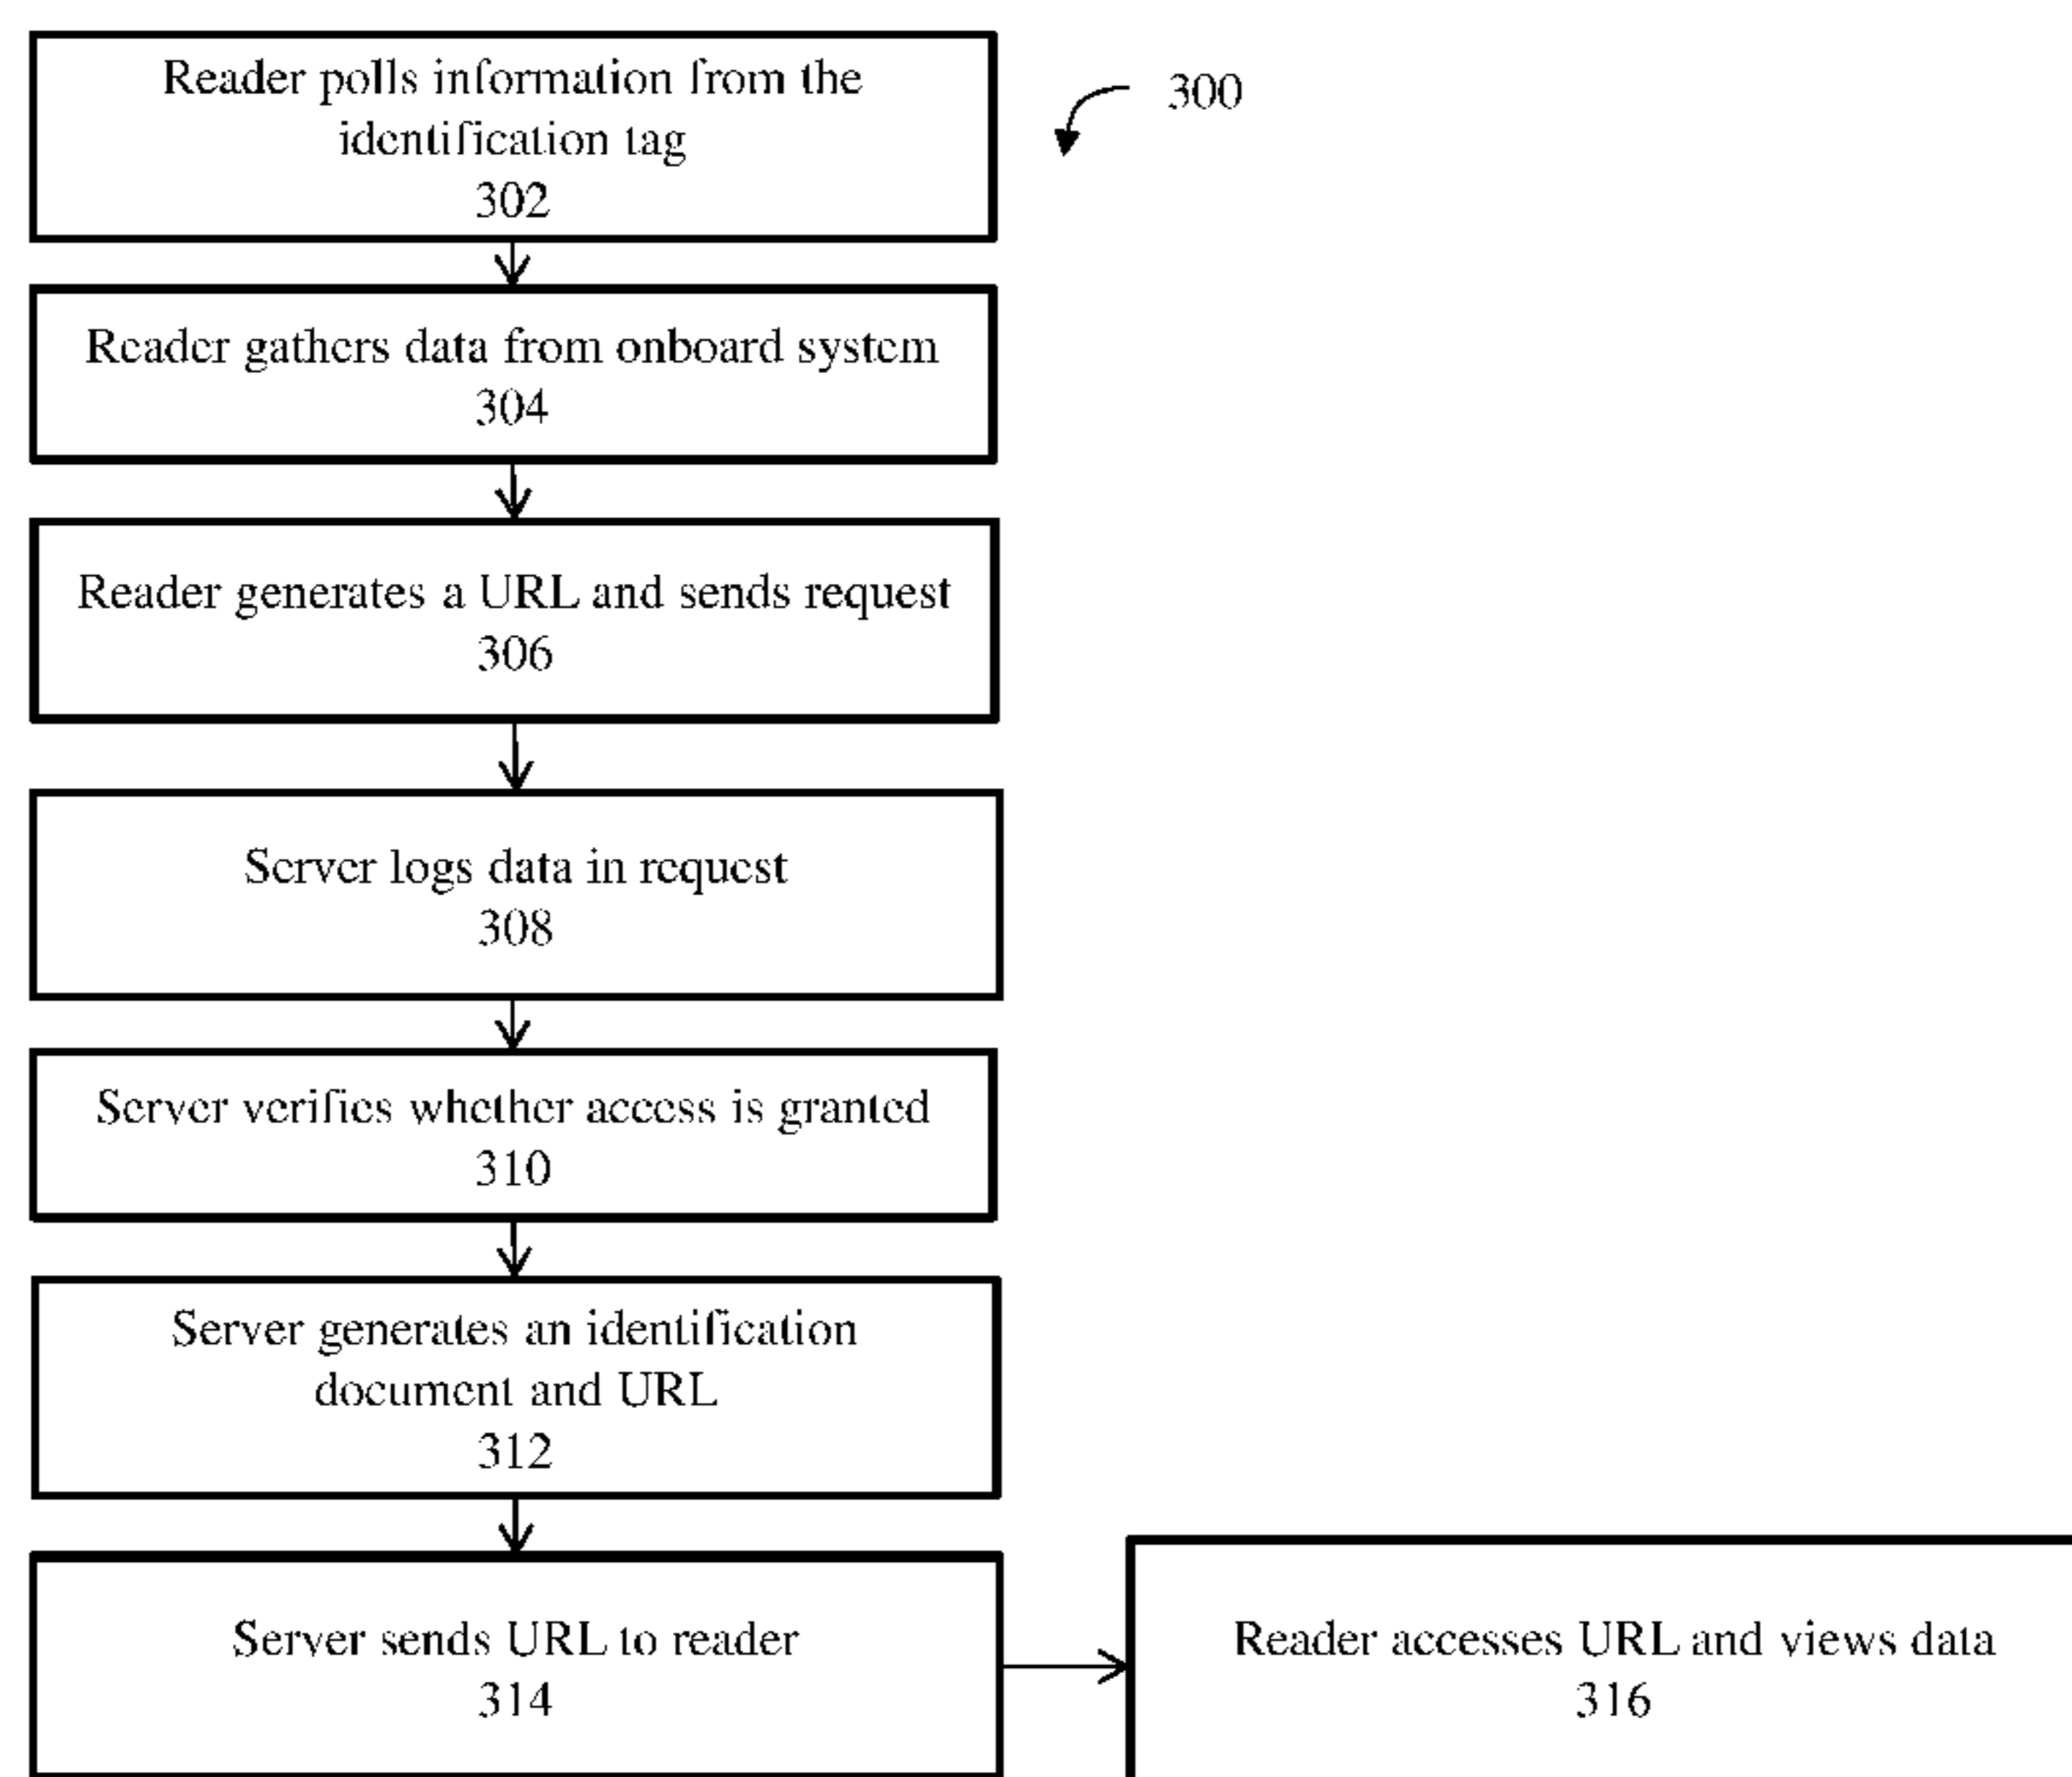 Reader polls information from the
identification tag
302
300
Reader gathers data from onboard system
304
Reader generates a URL and sends request
306
Server logs data in request
308
Server verifies whether access is granted
310
Server generates an identification
document and URL
312
Server sends URL to reader
314
Reader accesses URL and views data
316